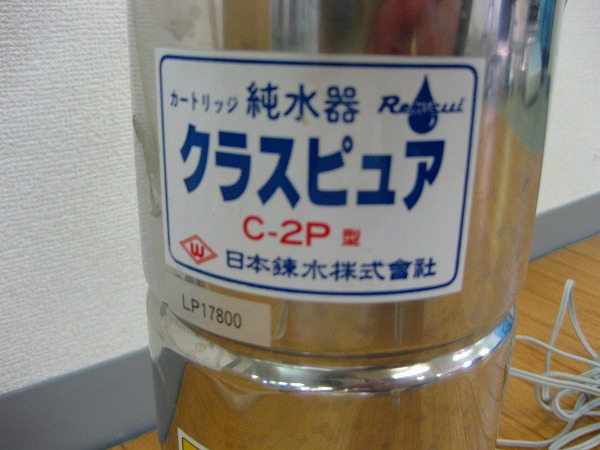 カートリッジ 純水器
クラスピュア
C-2P 型
W 日本錬水株式會社
LP17800